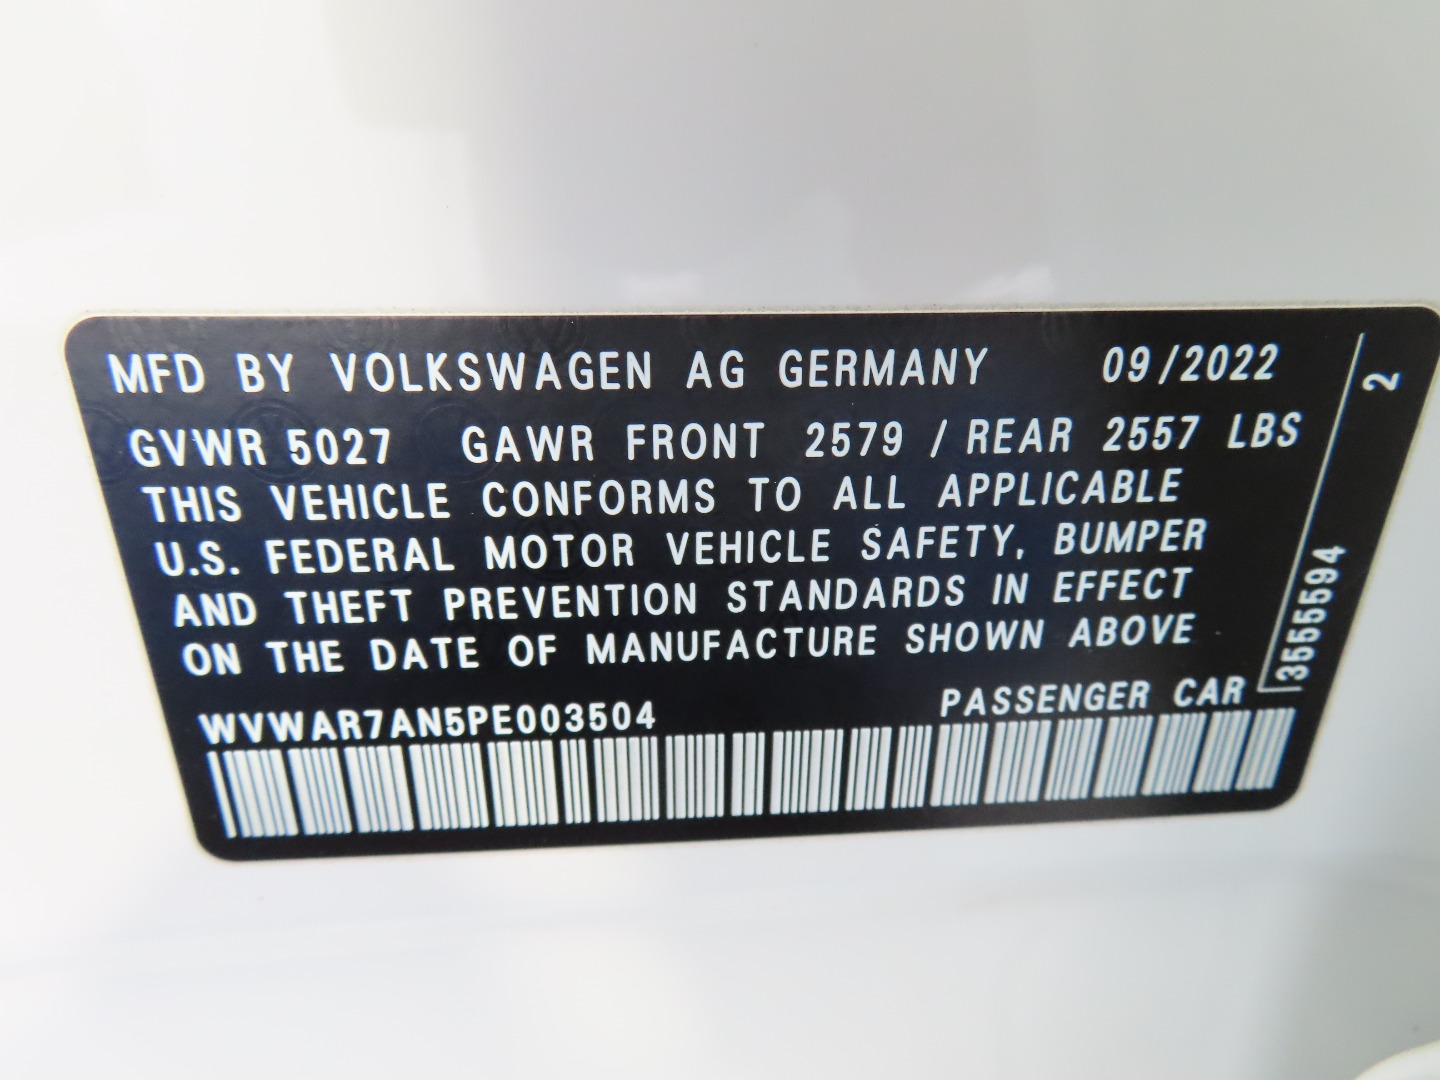 MFD BY VOLKSWAGEN AG GERMANY 09/2022
GVWR 5027 GAWR FRONT 2579 / REAR 2557 LBS
THIS VEHICLE CONFORMS TO ALL APPLICABLE
U.S. FEDERAL MOTOR VEHICLE SAFETY, BUMPER
AND THEFT PREVENTION STANDARDS IN EFFECT
ON THE DATE OF MANUFACTURE SHOWN ABOVE
WVWAR7AN5PE003504 PASSENGER CAR
3555594 2